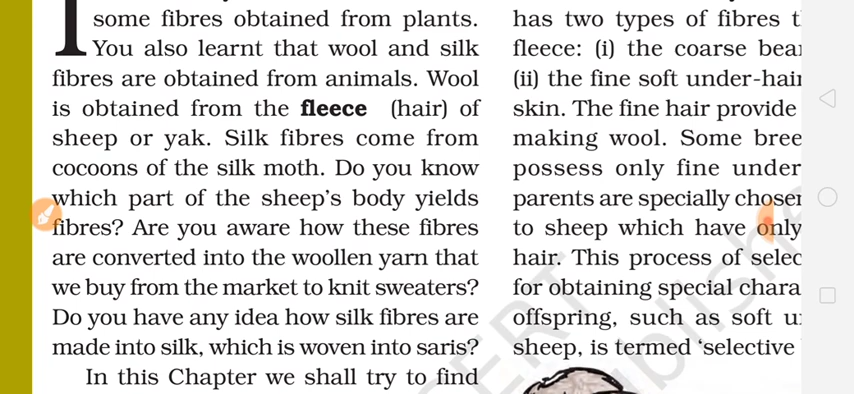 some fibres obtained from plants.
I You also learnt that wool and silk
fibres are obtained from animals. Wool
is obtained from the fleece (hair) of
sheep or yak. Silk fibres come from
cocoons of the silk moth. Do you know
which part of the sheep's body yields
fibres? Are you aware how these fibres
are converted into the woollen yarn that
we buy from the market to knit sweaters?
Do you have any idea how silk fibres are
made into silk, which is woven into saris?
In this Chapter we shall try to find
has two types of fibres
fleece: (i) the coarse
(ii) the fine soft
skin. The fine hair provide
making wool. Some
possess only fine under
parents are specially
to sheep which have only
hair. This process of
for obtaining special
offspring, such as soft
sheep, is termed 'selective